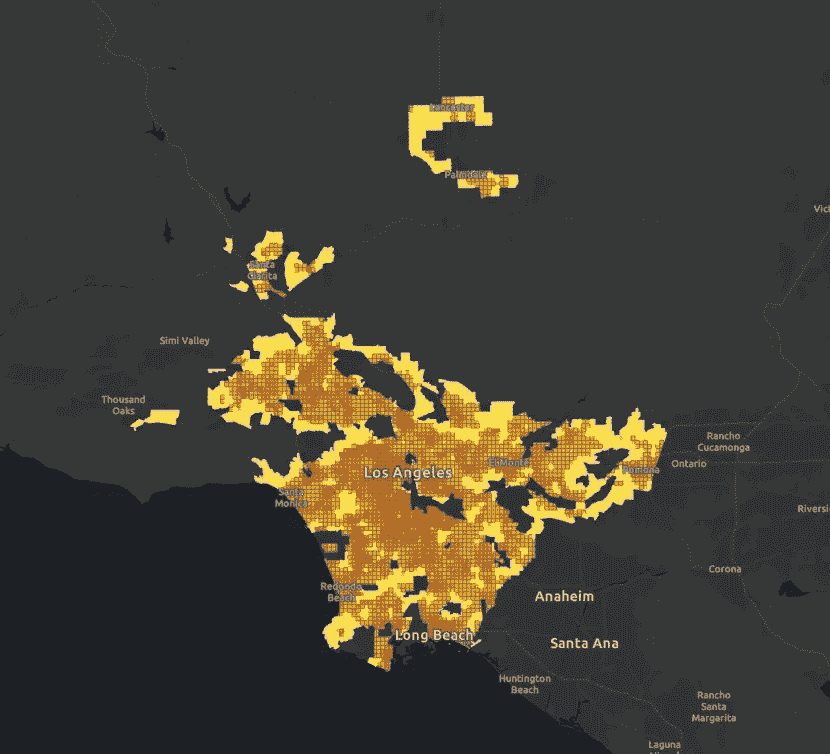 Lancaster
Palmdale
Vict
Santa
Clarita
Simi Valley
Thousand
Oaks
Rancho
Cucamonga
El Monte
Ontario
Pomona
Los Angeles
Santa
Monica
Riversi
Corona
Redondo
Beach
Anaheim
Long Beach
Santa Ana
Huntington
Beach
Rancho
Santa
Margarita
Laguna